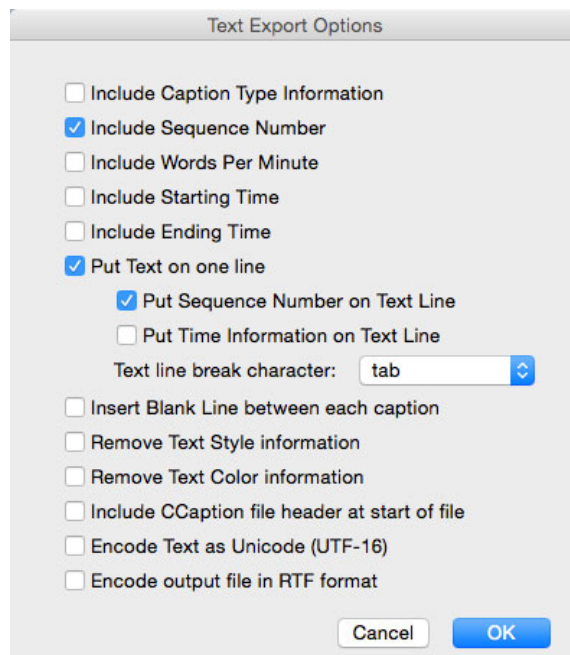 Text Export Options
Include Caption Type Information
Include Sequence Number
Include Words Per Minute
Include Starting Time
Include Ending Time
Put Text on one line
Put Sequence Number on Text Line
Put Time Information on Text Line
Text line break character: tab
Insert Blank Line between each caption
Remove Text Style information
Remove Text Color information
Include CCaption file header at start of file
Encode Text as Unicode (UTF-16)
Encode output file in RTF format
Cancel OK